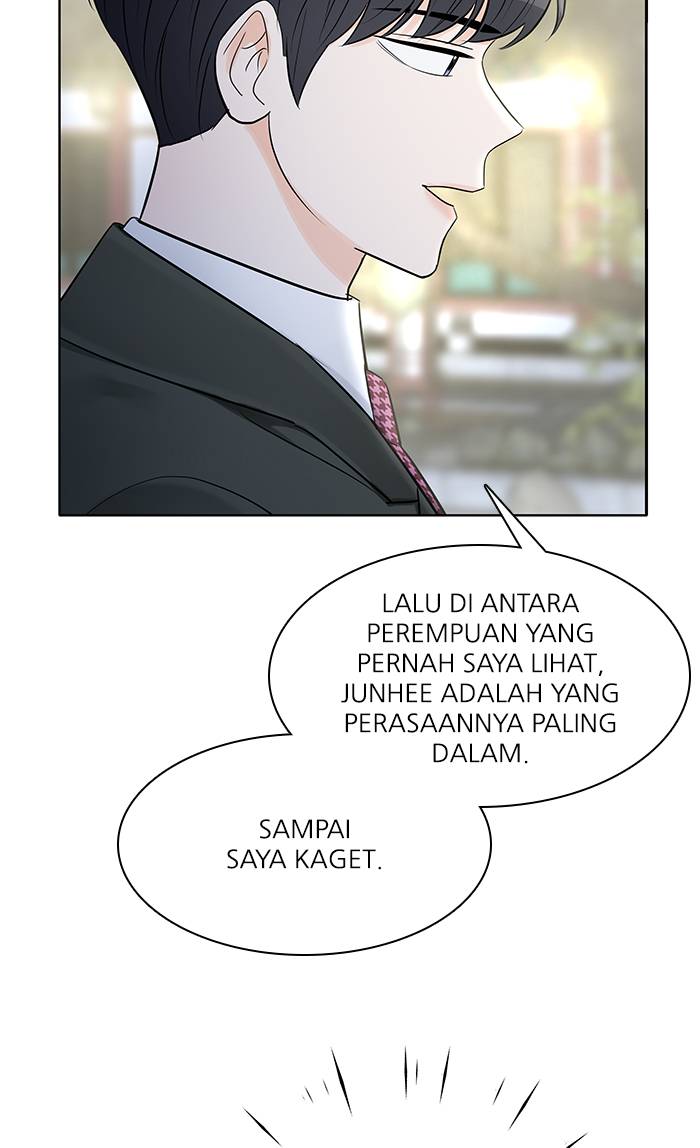 LALU DI ANTARA
PEREMPUAN YANG
PERNAH SAYA LIHAT,
JUNHEE ADALAH YANG
PERASAANNYA PALING
DALAM.
SAMPAI
SAYA KAGET.